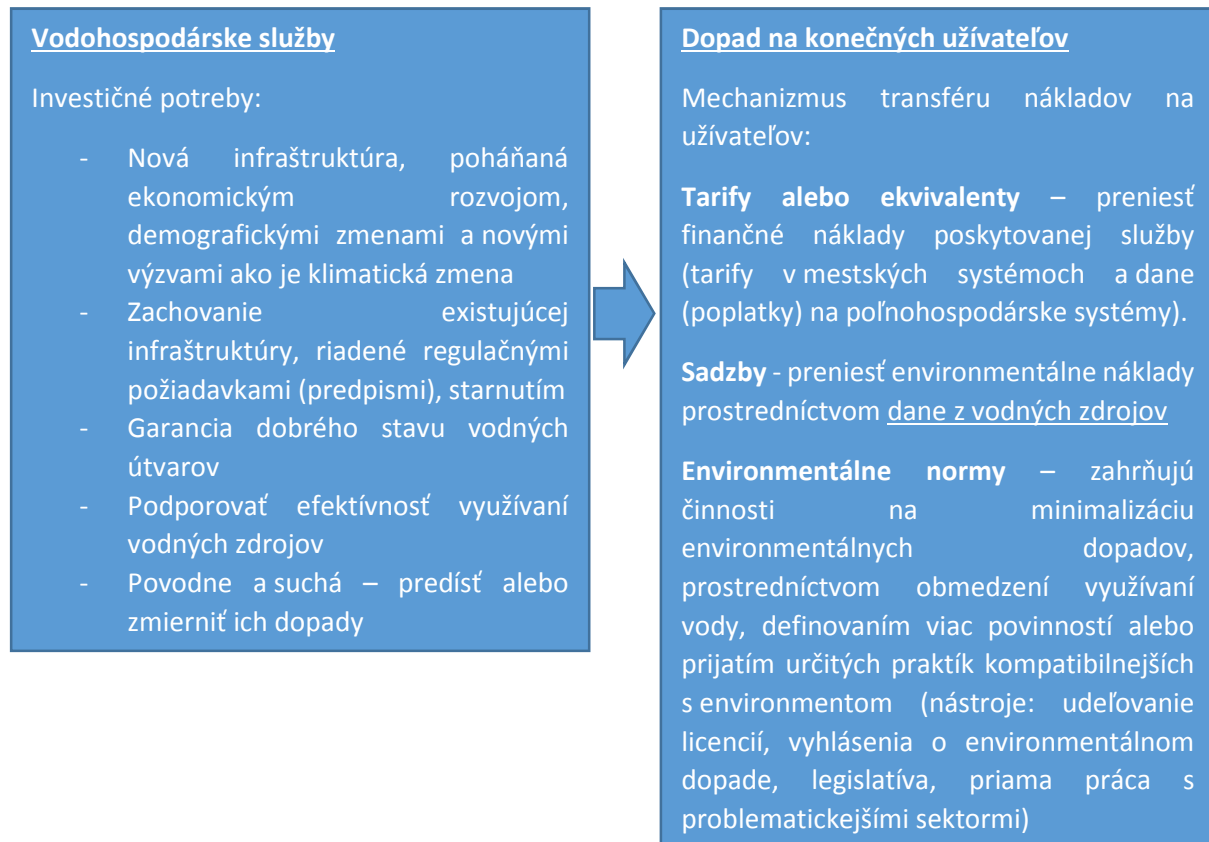 Vodohospodárske služby
Investičné potreby:
- Nová infraštruktúra, poháňaná
ekonomickým rozvojom,
demografickými zmenami a novými
výzvami ako je klimatická zmena
- Zachovanie existujúcej
infraštruktúry, riadené regulačnými
požiadavkami (predpismi), starnutím
- Garancia dobrého stavu vodných
útvarov
- Podporovať efektívnosť využívaní
vodných zdrojov
- Povodne a suchá – predísť alebo
zmierniť ich dopady
Dopad na konečných užívateľov
Mechanizmus transféru nákladov na
užívateľov:
Tarify alebo ekvivalenty – preniesť
finančné náklady poskytovanej služby
(tarify v mestských systémoch a dane
(poplatky) na poľnohospodárske systémy).
Sadzby - preniesť environmentálne náklady
prostredníctvom dane z vodných zdrojov
Environmentálne normy – zahrňujú
činnosti na minimalizáciu
environmentálnych dopadov,
prostredníctvom obmedzení využívaní
vody, definovaním viac povinností alebo
prijatím určitých praktík kompatibilnejších
s environmentom (nástroje: udeľovanie
licencií, vyhlásenia o environmentálnom
dopade, legislatíva, priama práca s
problematickejšími sektormi)